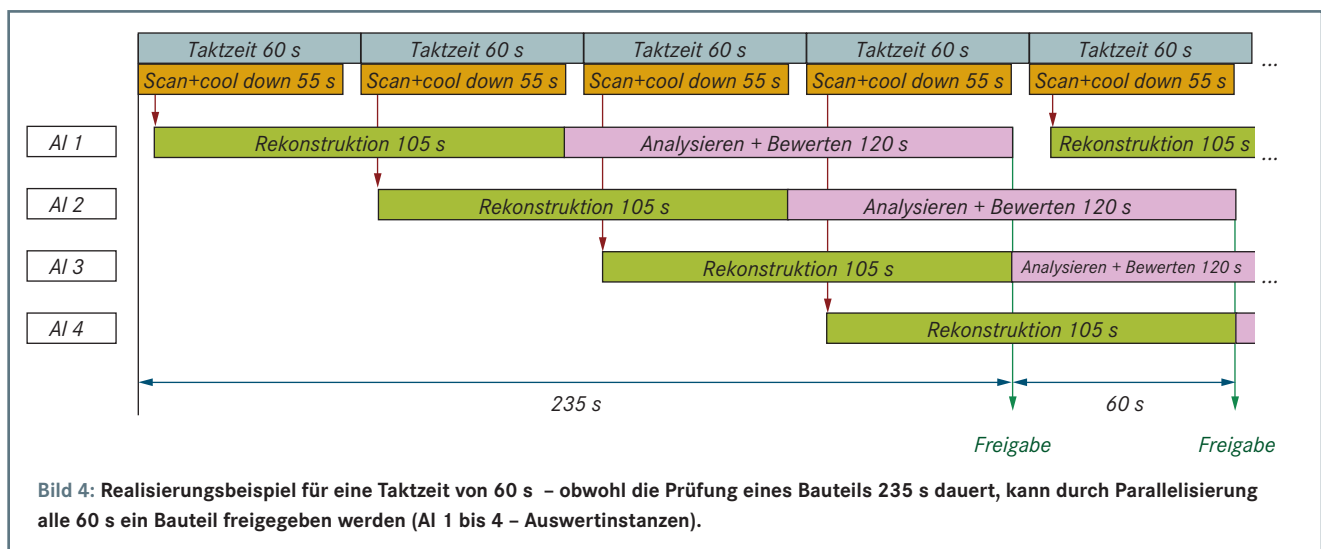 Taktzeit 60 s Taktzeit 60 s Taktzeit 60 s Taktzeit 60 s Taktzeit 60 s
Scan+cool down 55 s Scan+cool down 55 s Scan+cool down 55 s Scan+cool down 55 s Scan+cool down 55 s ...
AI 1 Rekonstruktion 105 s Analysieren + Bewerten 120 s Rekonstruktion 105 s ...
AI 2 Rekonstruktion 105 s Analysieren + Bewerten 120 s
AI 3 Rekonstruktion 105 s Analysieren + Bewerten 120 s ...
AI 4 Rekonstruktion 105 s
235 s 60 s
Freigabe Freigabe
Bild 4: Realisierungsbeispiel für eine Taktzeit von 60 s – obwohl die Prüfung eines Bauteils 235 s dauert, kann durch Parallelisierung
alle 60 s ein Bauteil freigegeben werden (AI 1 bis 4 – Auswertinstanzen).